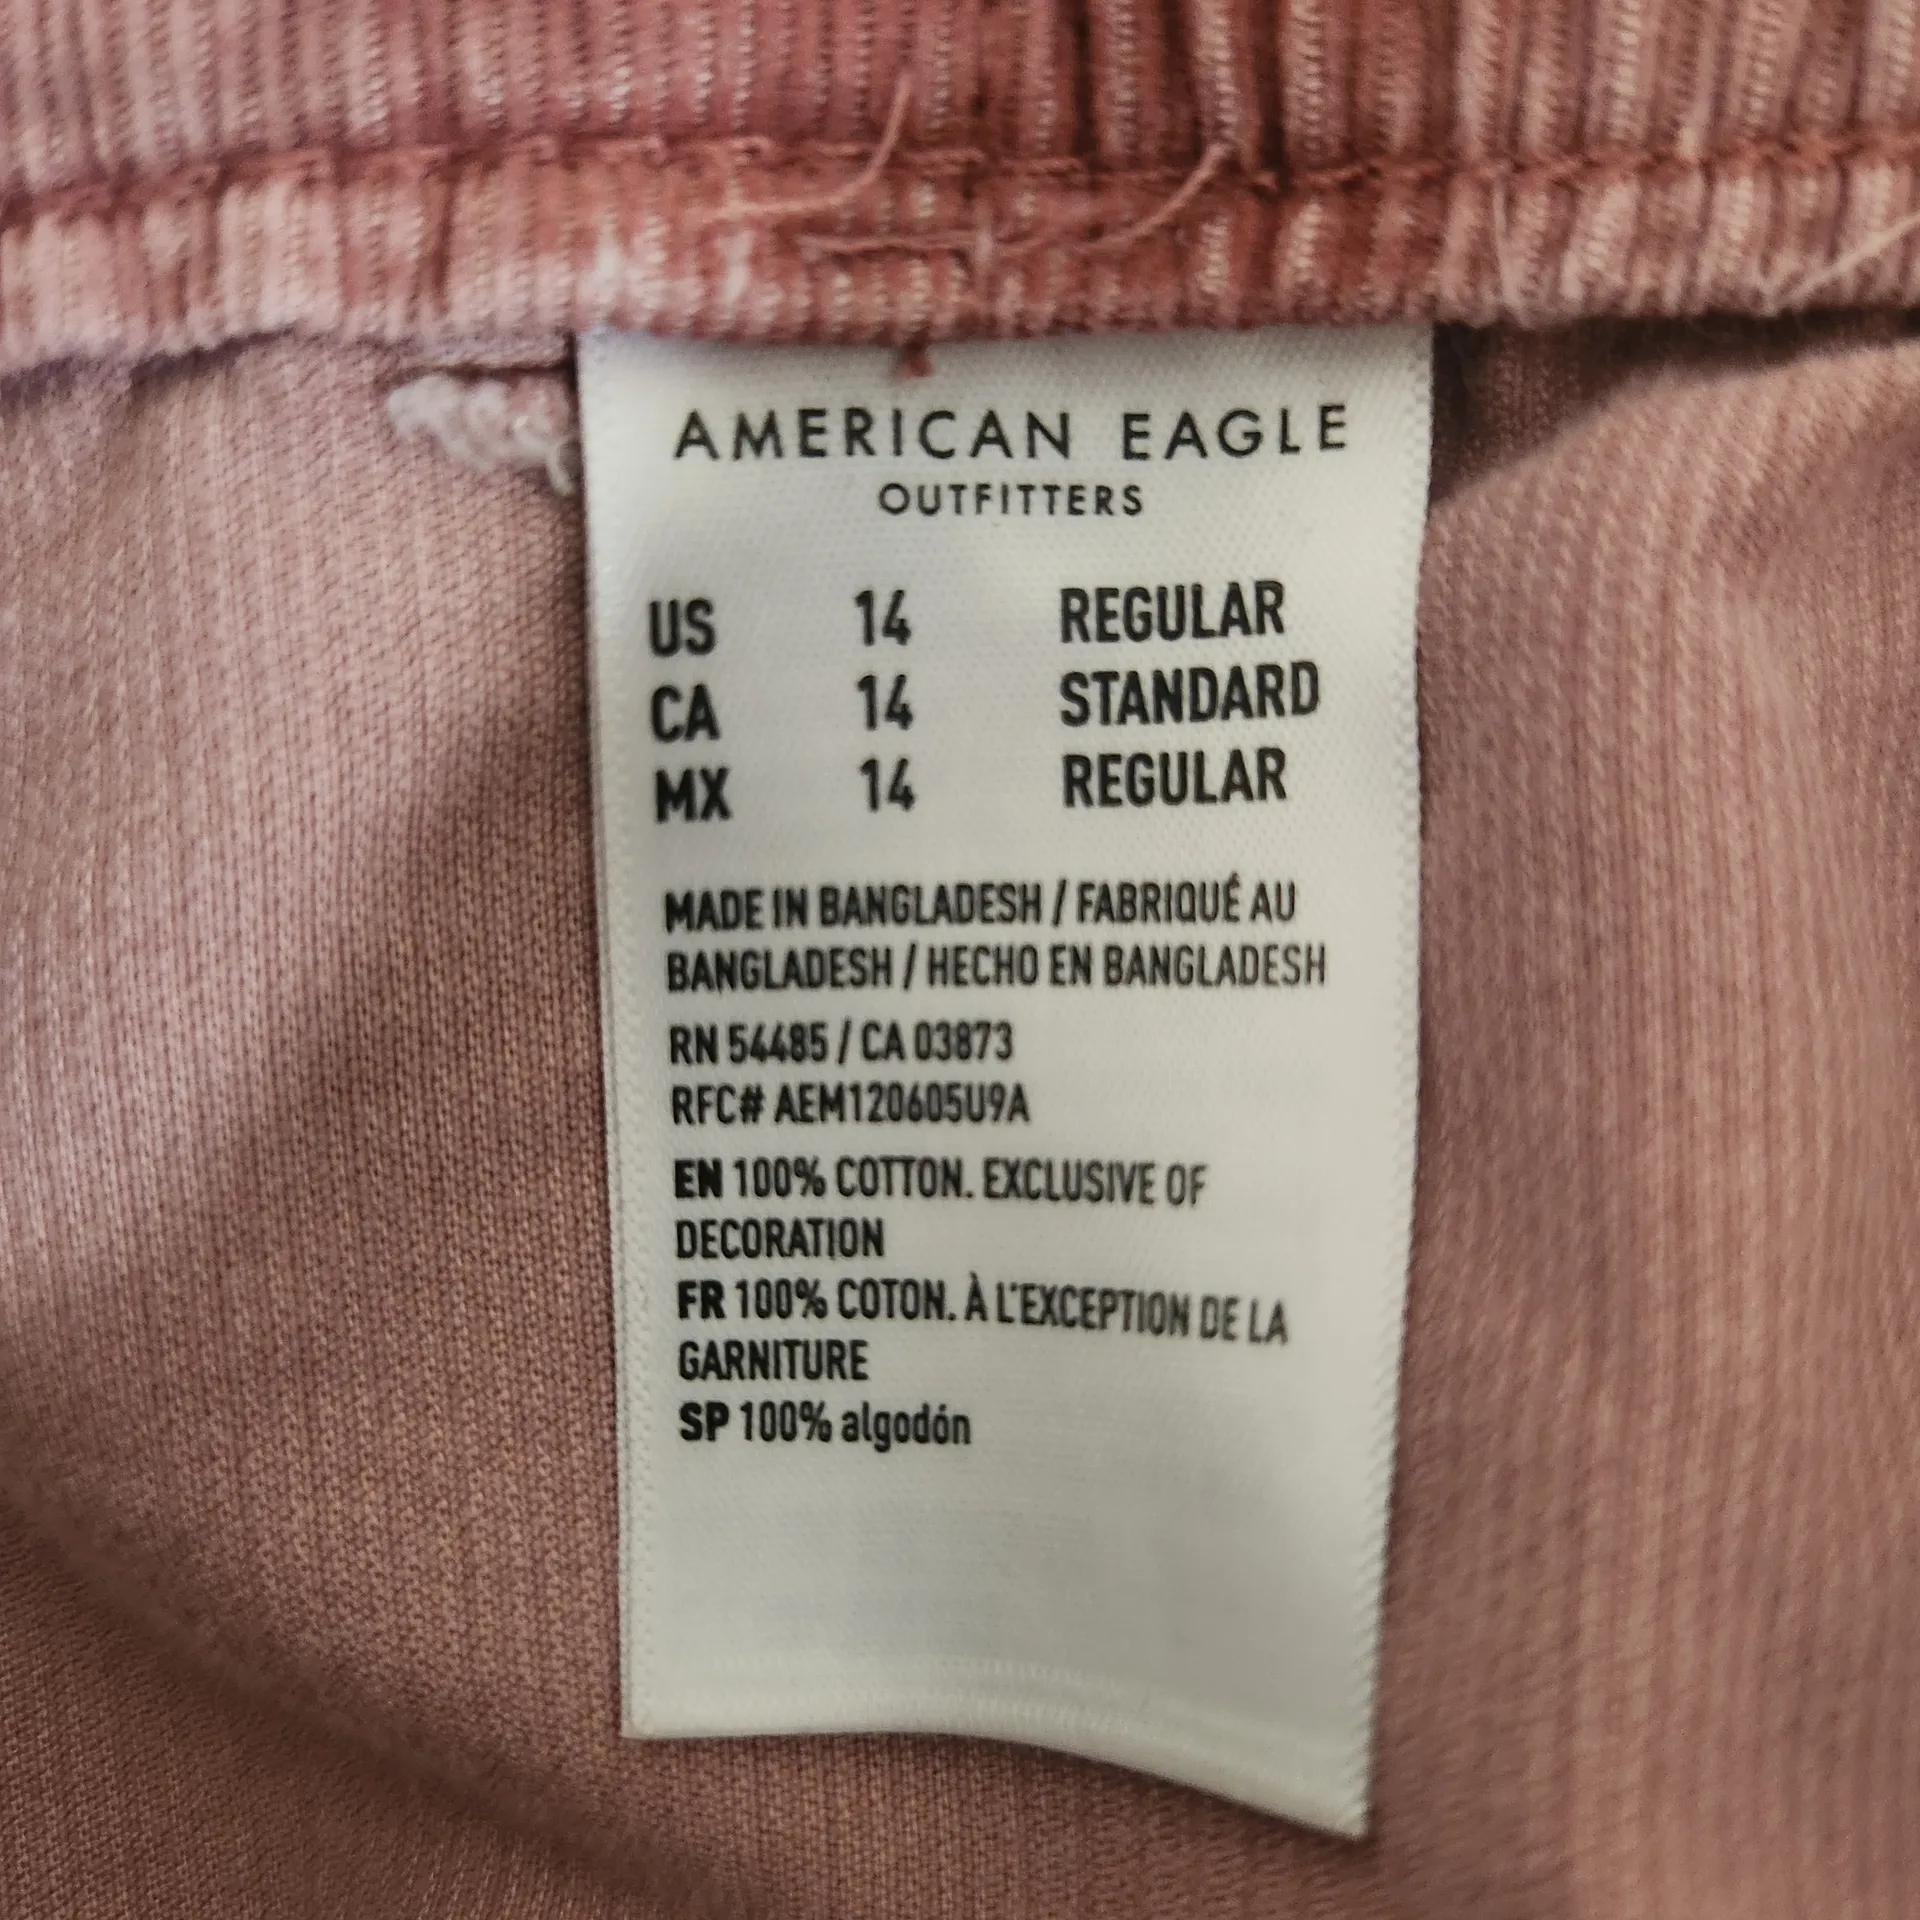 AMERICAN EAGLE
OUTFITTERS
US 14 REGULAR
CA 14 STANDARD
MX 14 REGULAR
MADE IN BANGLADESH / FABRIQUÉ AU
BANGLADESH / HECHO EN BANGLADESH
RN 54485 / CA 03873
RFC# AEM120605U9A
EN 100% COTTON. EXCLUSIVE OF
DECORATION
FR 100% COTON. À L'EXCEPTION DE LA
GARNITURE
SP 100% algodón